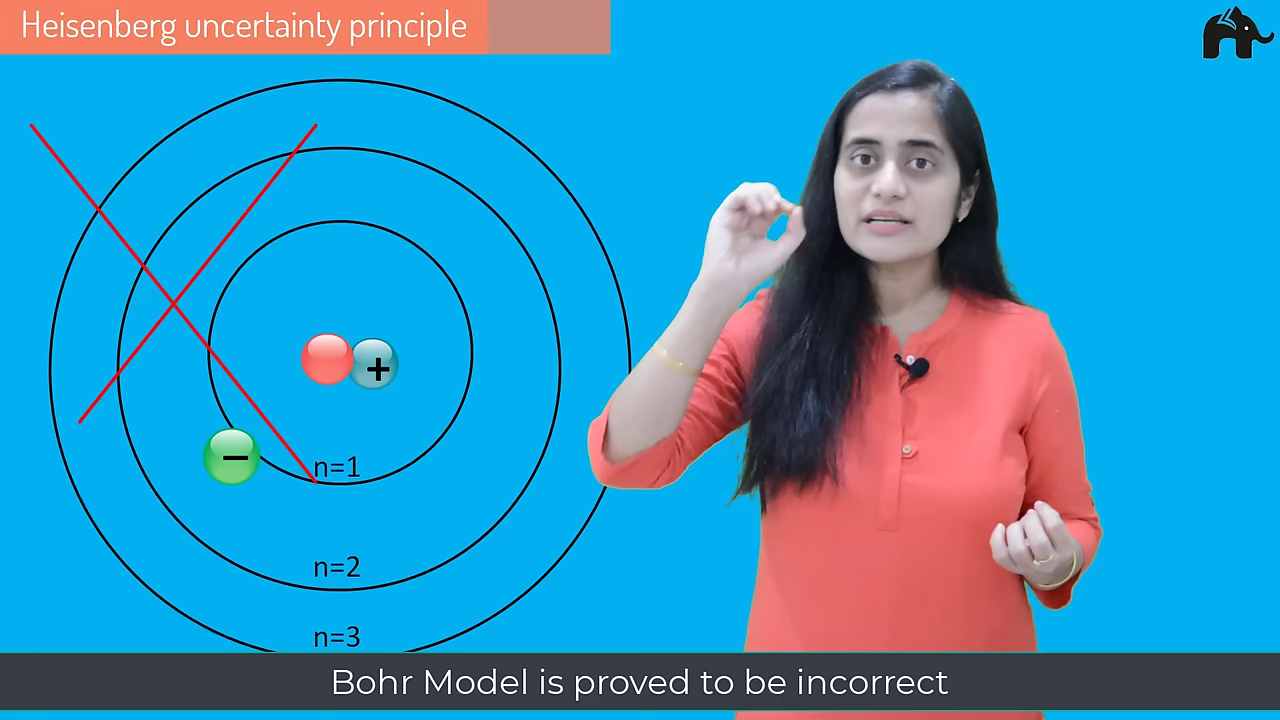 Heisenberg uncertainty principle
+
−
n=1
n=2
n=3
Bohr Model is proved to be incorrect